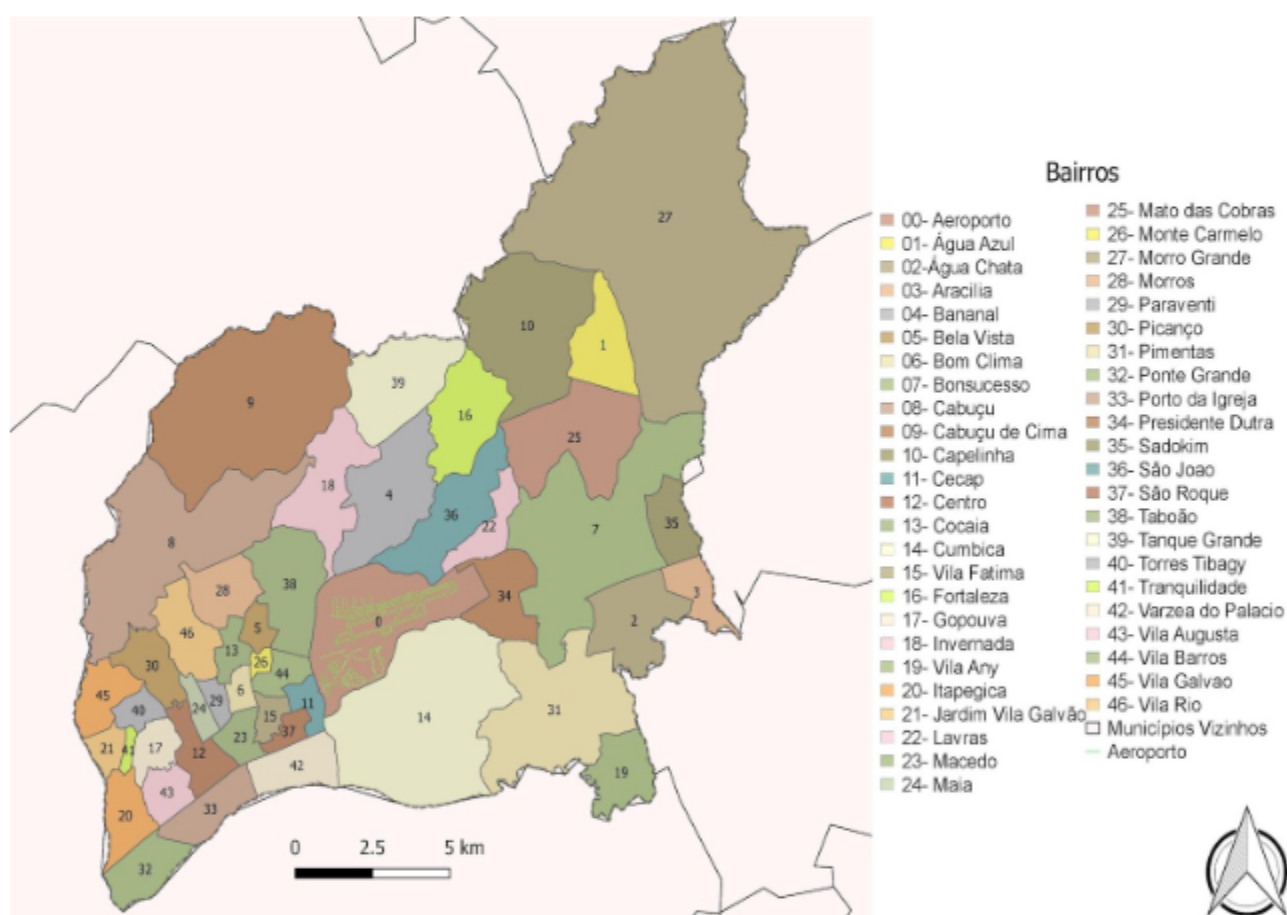 27
10
1
39
9
16
25
18
4
36
22
7
35
8
28
38
34
0
3
2
5
46
13
26
30
44
6
45
29
24
40
11
15
14
31
37
21
41
17
12
23
42
19
43
20
33
32
0 2.5 5 km
Bairros
00- Aeroporto
01- Água Azul
02-Água Chata
03- Aracilia
04- Bananal
05- Bela Vista
06- Bom Clima
07- Bonsucesso
08- Cabuçu
09- Cabuçu de Cima
10- Capelinha
11- Cecap
12- Centro
13- Cocaia
14- Cumbica
15- Vila Fatima
16- Fortaleza
17- Gopouva
18- Invernada
19- Vila Any
20- Itapegica
21- Jardim Vila Galvão
22- Lavras
23- Macedo
24- Maia
25- Mato das Cobras
26- Monte Carmelo
27- Morro Grande
28- Morros
29- Paraventi
30- Picanço
31- Pimentas
32- Ponte Grande
33- Porto da Igreja
34- Presidente Dutra
35- Sadokim
36- São Joao
37- São Roque
38- Taboão
39- Tanque Grande
40- Torres Tibagy
41- Tranquilidade
42- Varzea do Palacio
43- Vila Augusta
44- Vila Barros
45- Vila Galvao
46- Vila Rio
Municípios Vizinhos
Aeroporto